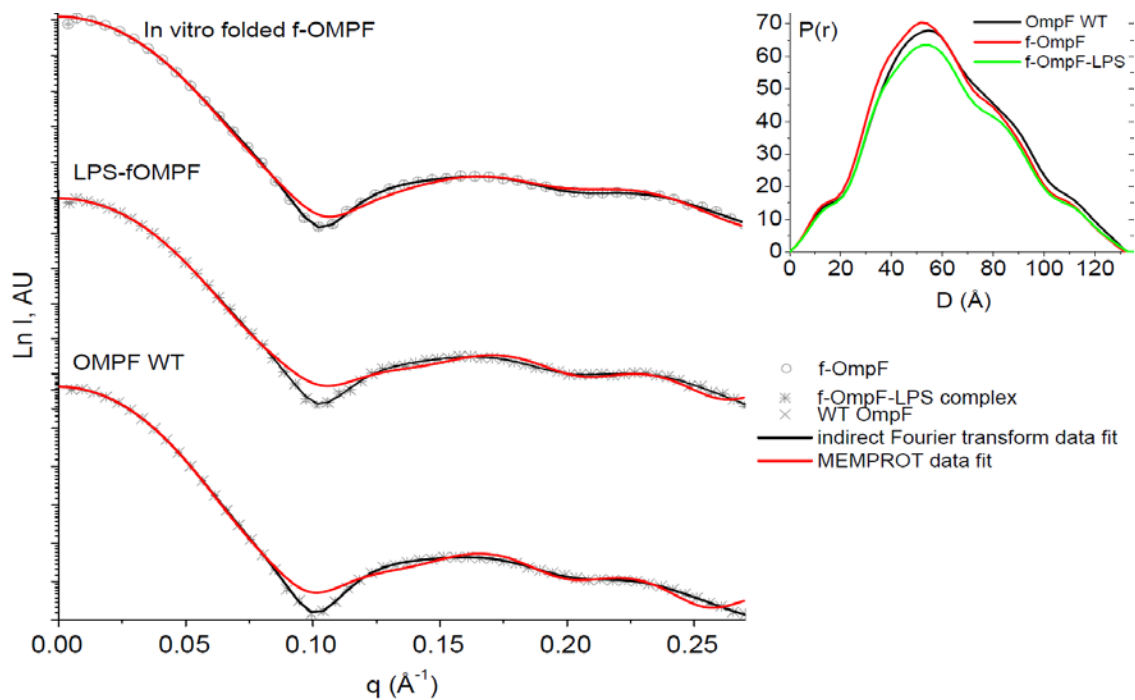 In vitro folded f-OMPF
LPS-fOMPF
OMPF WT
Ln I, AU
0.00 0.05 0.10 0.15 0.20 0.25
q (Å⁻¹)
P(r)
OmpF WT
f-OmpF
f-OmpF-LPS
70
60
50
40
30
20
10
0
0 20 40 60 80 100 120
D (Å)
f-OmpF
f-OmpF-LPS complex
WT OmpF
indirect Fourier transform data fit
MEMPROT data fit